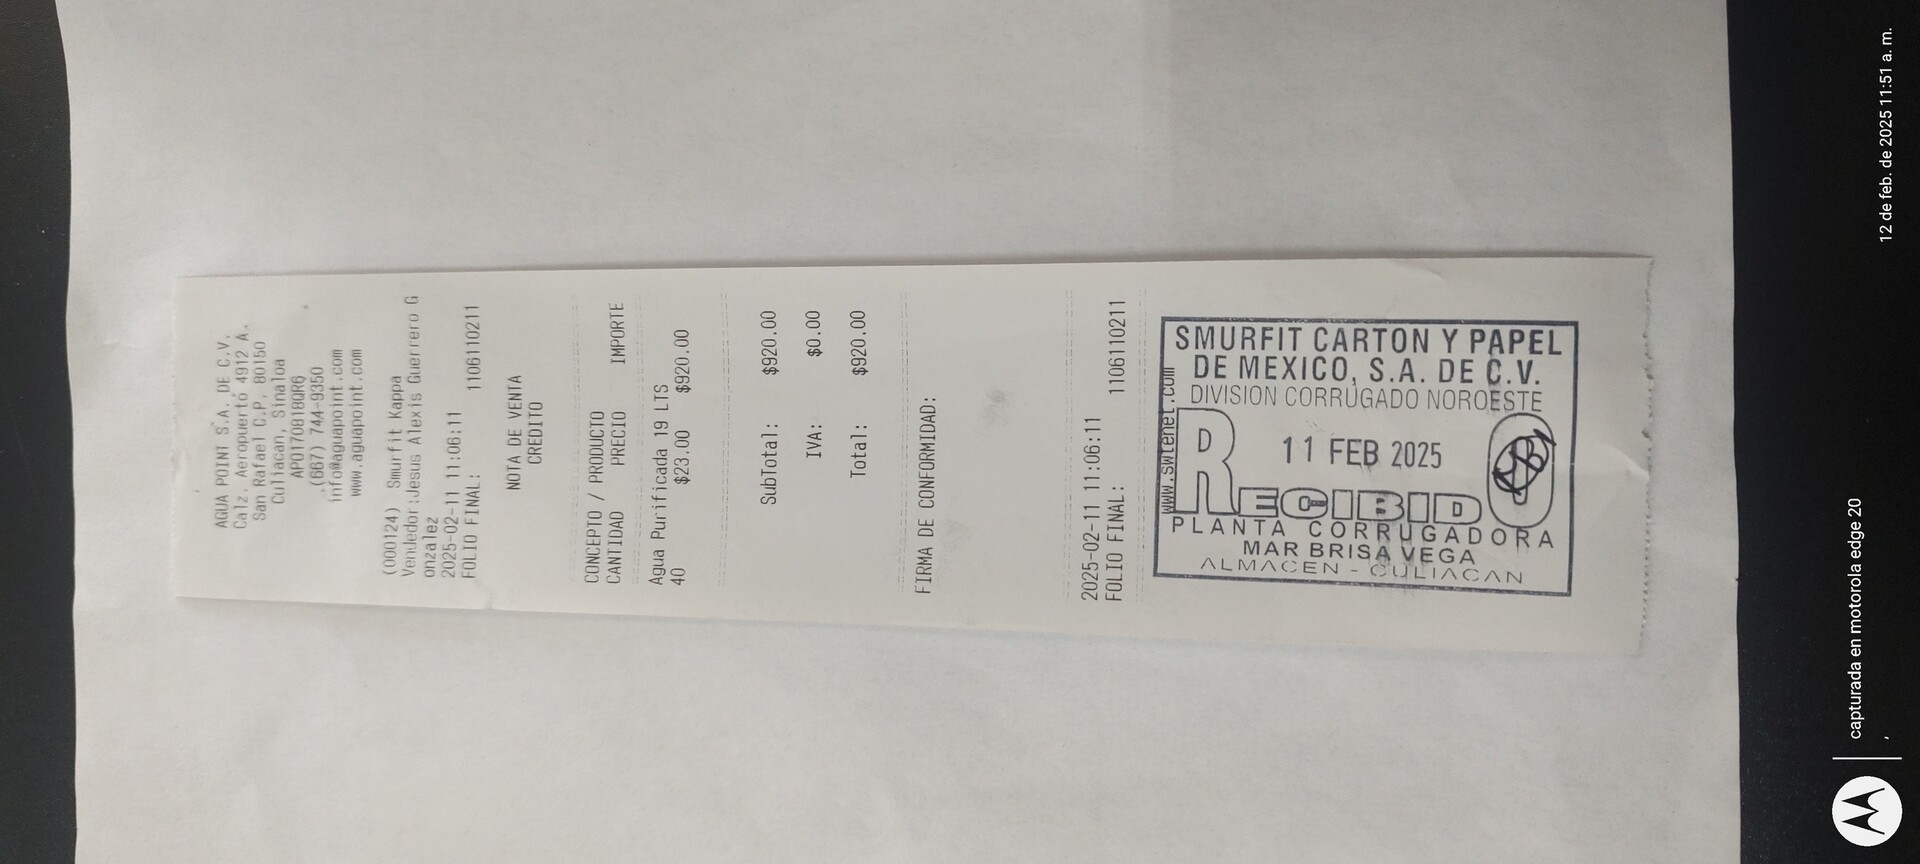 AGUA POINT S.A. DE C.V.
Calz. Aeropuerto 4912 A.
San Rafael C.P. 80150
Culiacan, Sinaloa
APO170818QR6
.(667) 744-9350
info@aguapoint.com
www.aguapoint.com
(000124) Smurfit Kappa
Vendedor:Jesus Alexis Guerrero G
onzalez
2025-02-11 11:06:11
FOLIO FINAL: 1106110211
NOTA DE VENTA
CREDITO
CONCEPTO / PRODUCTO
CANTIDAD PRECIO IMPORTE
Agua Purificada 19 LTS
40 $23.00 $920.00
SubTotal: $920.00
IVA: $0.00
Total: $920.00
FIRMA DE CONFORMIDAD:
2025-02-11 11:06:11
FOLIO FINAL: 1106110211
SMURFIT CARTON Y PAPEL
DE MEXICO, S.A. DE C.V.
DIVISION CORRUGADO NOROESTE
www.swtenet.com
11 FEB 2025
RECIBIDO
PLANTA CORRUGADORA
MAR BRISA VEGA
ALMACEN - CULIACAN
capturada en motorola edge 20
12 de feb. de 2025 11:51 a. m.